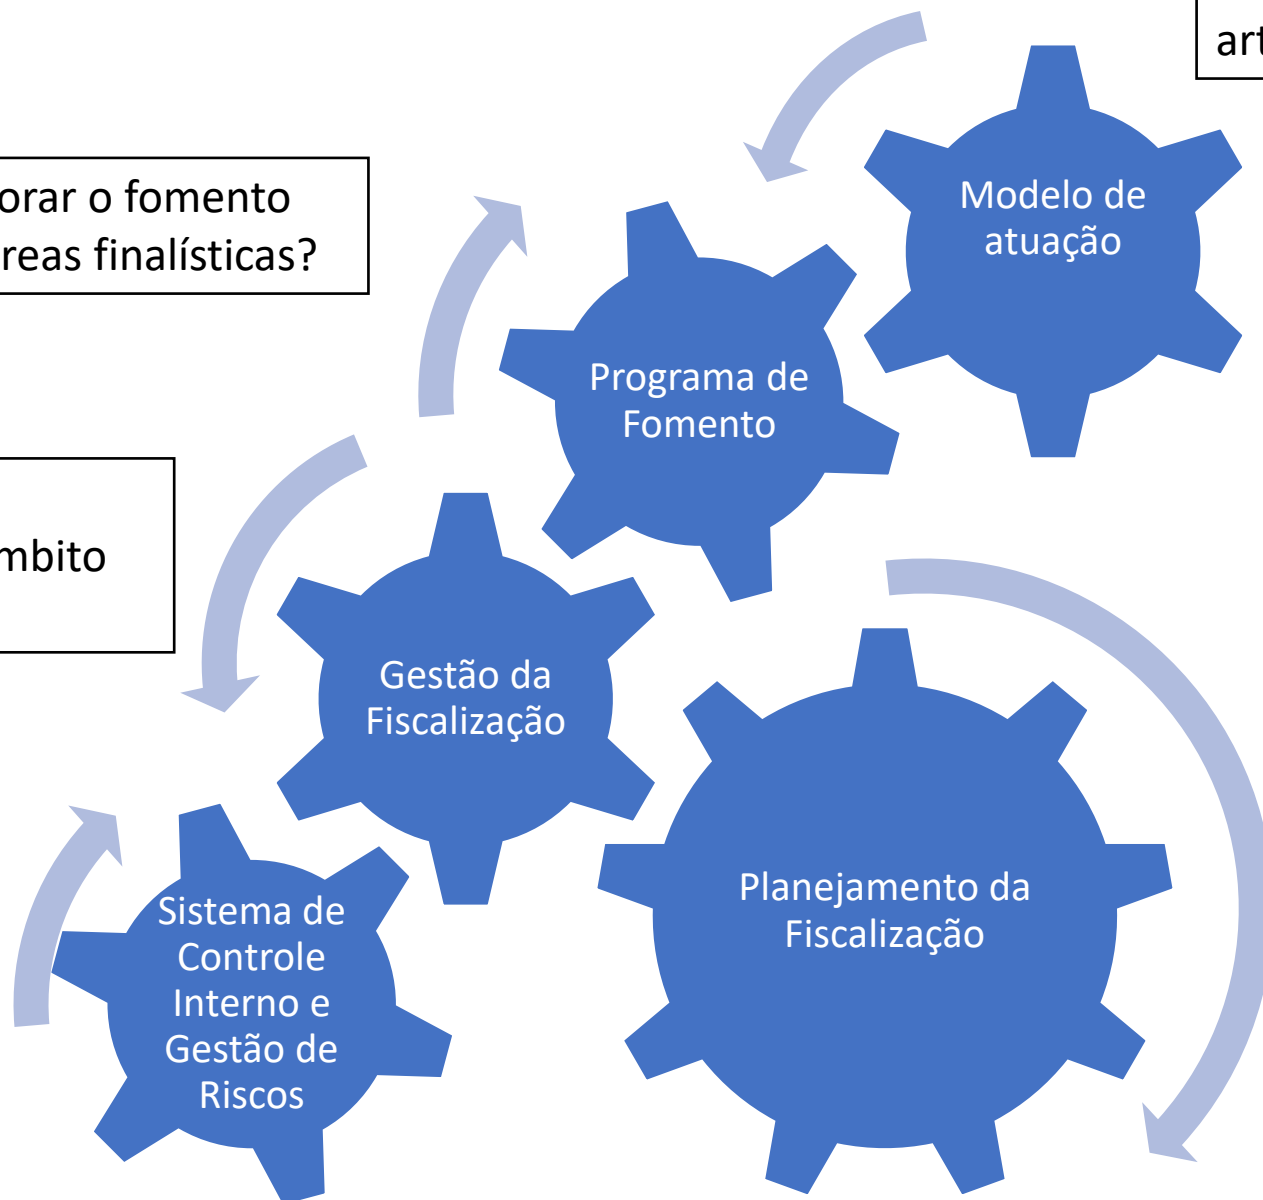 art
orar o fomento
reas finalísticas?
Modelo de
atuação
Programa de
Fomento
mbito
Gestão da
Fiscalização
Planejamento da
Fiscalização
Sistema de
Controle
Interno e
Gestão de
Riscos